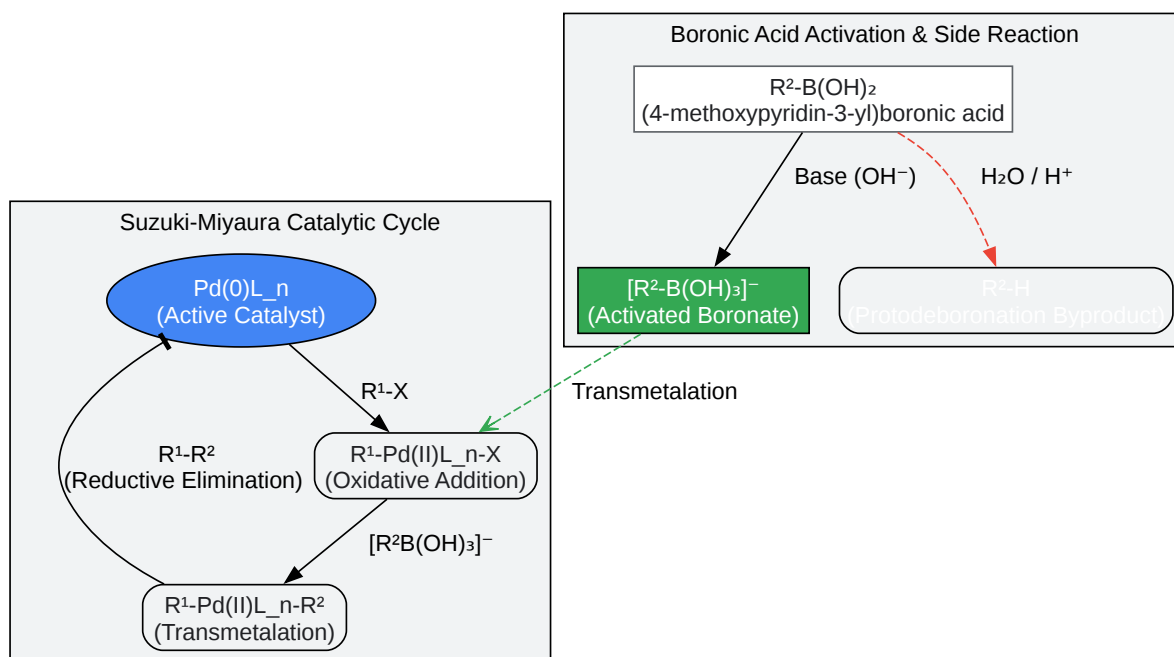 Boronic Acid Activation & Side Reaction
R²-B(OH)₂
(4-methoxypyridin-3-yl)boronic acid
Base (OH⁻)
H₂O / H⁺
[R²-B(OH)₃]⁻
(Activated Boronate)
R²-H
(Protodeboronation Byproduct)
Transmetalation
Suzuki-Miyaura Catalytic Cycle
Pd(0)L_n
(Active Catalyst)
R¹-X
R¹-Pd(II)L_n-X
(Oxidative Addition)
R¹-R²
(Reductive Elimination)
[R²B(OH)₃]⁻
R¹-Pd(II)L_n-R²
(Transmetalation)